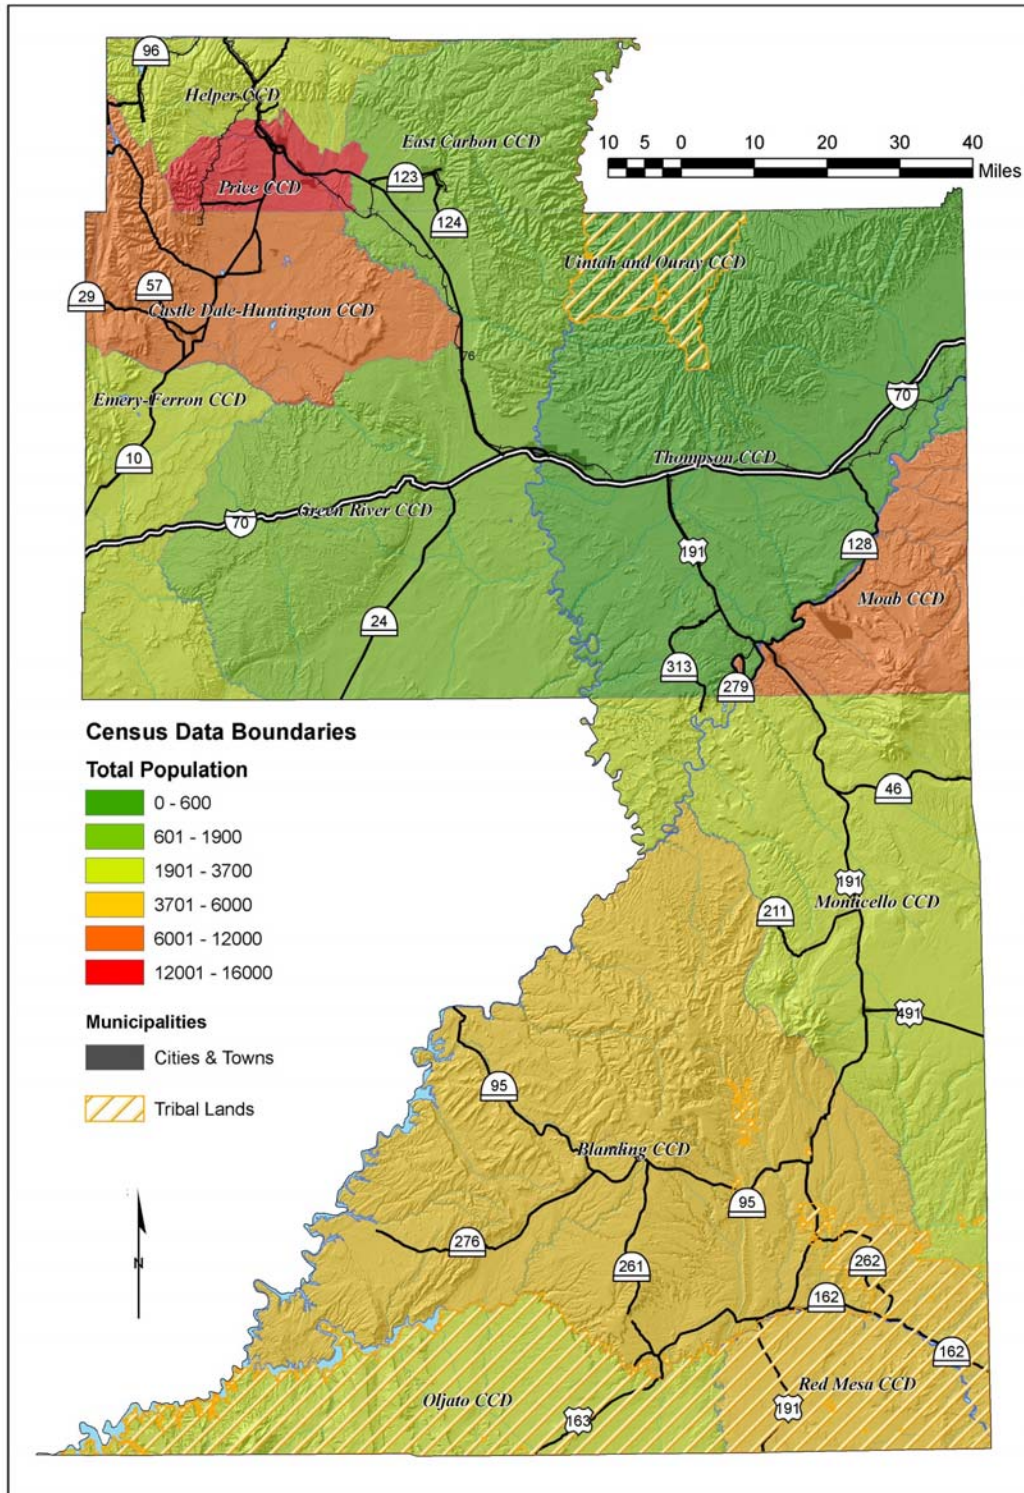 96
Helper CCD
East Carbon CCD
10 5 0 10 20 30 40
Miles
123
Price CCD
124
Uintah and Ouray CCD
57
29
Castle Dale-Huntington CCD
76
70
Emery-Ferron CCD
10
Thompson CCD
Green River CCD
70
191
128
Moab CCD
24
313
279
Census Data Boundaries
Total Population
0 - 600
601 - 1900
1901 - 3700
3701 - 6000
6001 - 12000
12001 - 16000
Municipalities
Cities & Towns
Tribal Lands
46
191
Monticello CCD
211
491
95
Blanding CCD
95
276
261
262
162
162
N
Oljato CCD
Red Mesa CCD
163
191